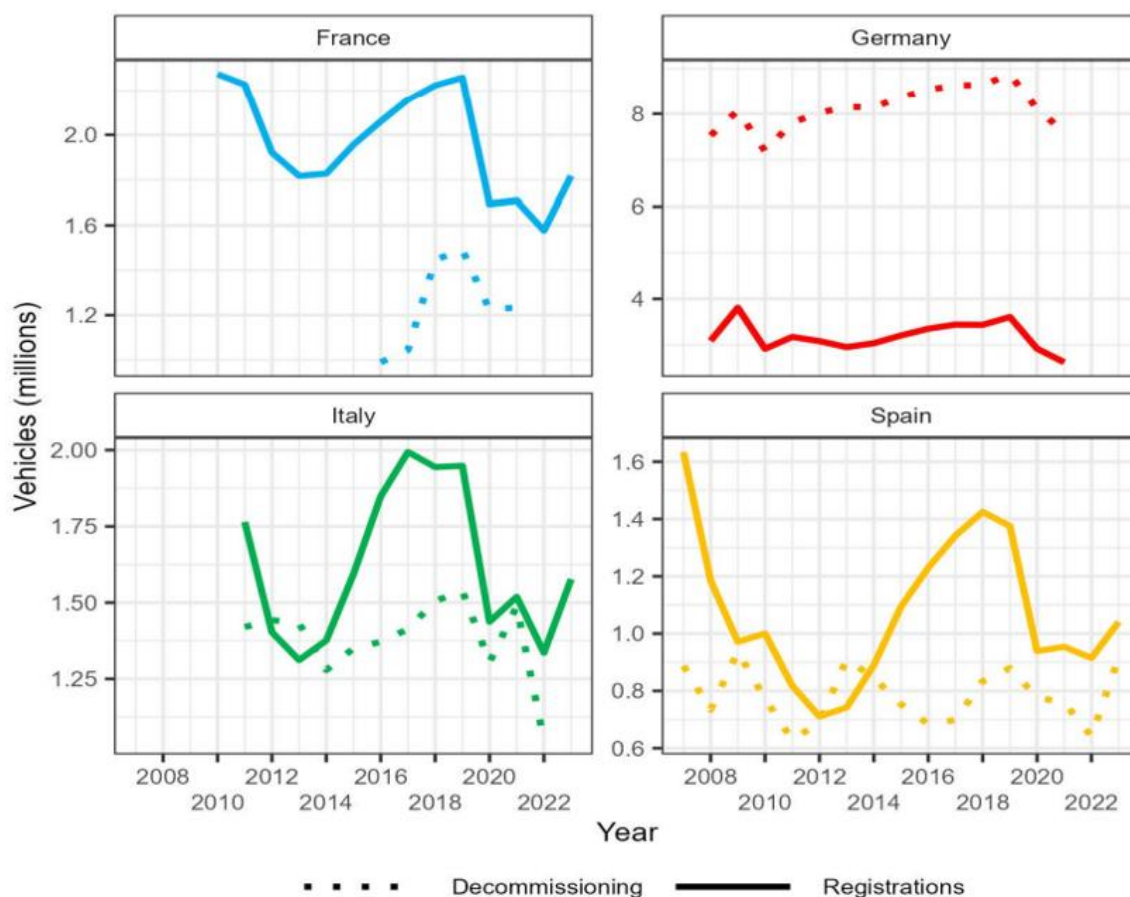 France
Germany
2.0
1.6
1.2
8
6
4
Vehicles (millions)
Italy
Spain
2.00
1.75
1.50
1.25
1.6
1.4
1.2
1.0
0.8
0.6
2008 2012 2016 2020 2008 2012 2016 2020
2010 2014 2018 2022 2010 2014 2018 2022
Year
Decommissioning Registrations